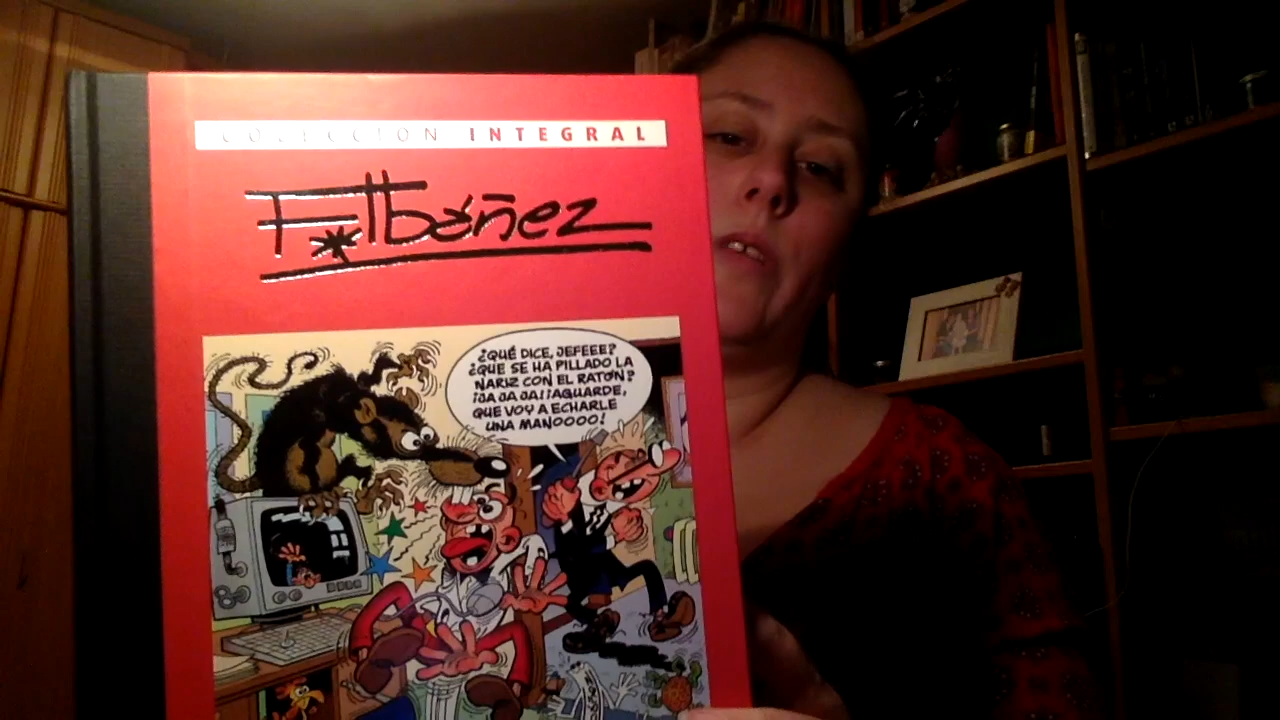 COLECCIÓN INTEGRAL
F. Ibáñez
¿QUÉ DICE, JEFEEE?
¿QUE SE HA PILLADO LA
NARIZ CON EL RATÓN?
¡JA JA JA! ¡AGUARDE,
QUE VOY A ECHARLE
UNA MANOOOO!